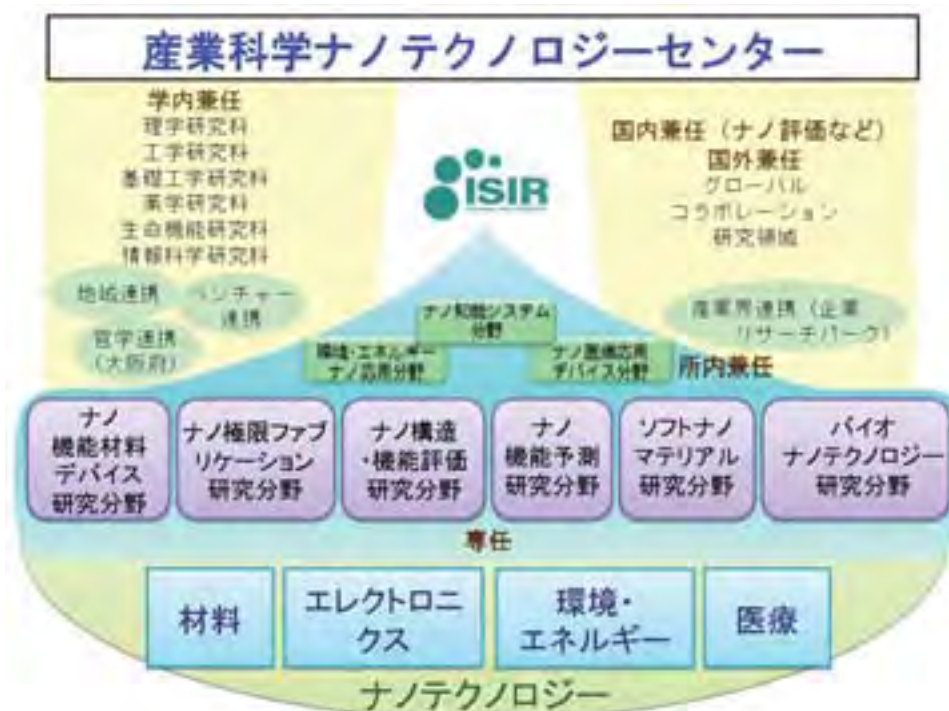 産業科学ナノテクノロジーセンター
学内兼任
理学研究科
工学研究科
基礎工学研究科
薬学研究科
生命機能研究科
情報科学研究科
地域連携
ベンチャー
連携
官学連携
(大阪府)
ISIR
国内兼任（ナノ評価など）
国外兼任
グローバル
コラボレーション
研究領域
産業界連携（企業
リサーチパーク）
ナノ知能システム
分野
環境・エネルギー
ナノ応用分野
ナノ医療応用
デバイス分野
所内兼任
ナノ
機能材料
デバイス
研究分野
ナノ極限ファブ
リケーション
研究分野
ナノ構造
・機能評価
研究分野
ナノ
機能予測
研究分野
ソフトナノ
マテリアル
研究分野
バイオ
ナノテクノロジー
研究分野
専任
材料
エレクトロニ
クス
環境・
エネルギー
医療
ナノテクノロジー